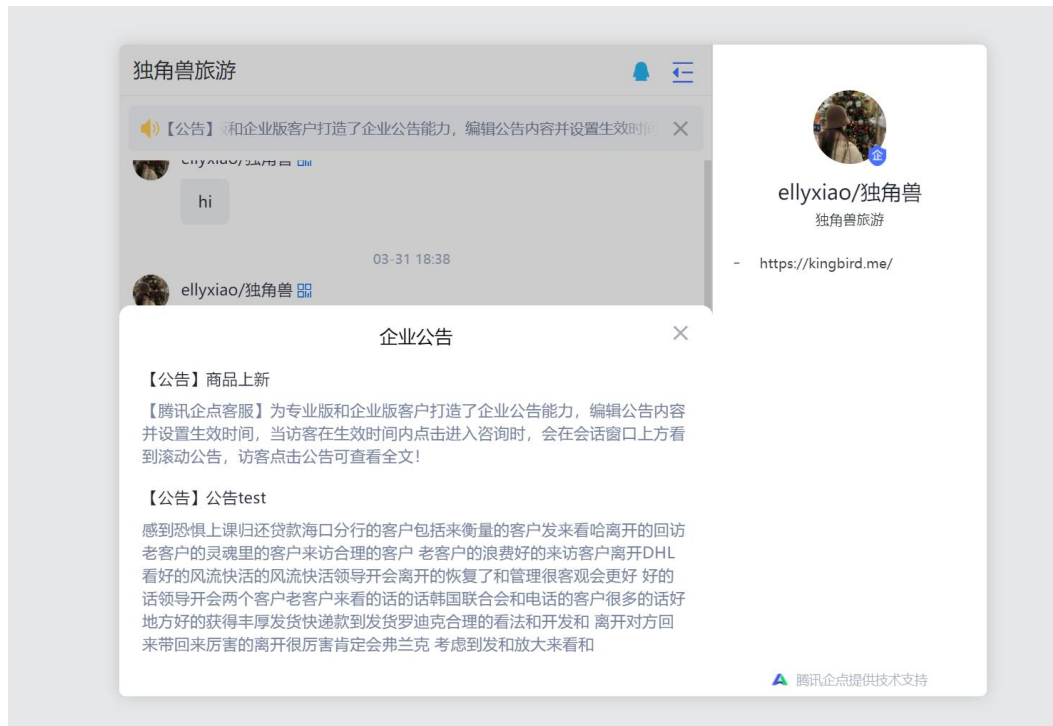 独角兽旅游
【公告】和企业版客户打造了企业公告能力，编辑公告内容并设置生效时间
ellyxiao/独角兽
hi
03-31 18:38
ellyxiao/独角兽
企业公告
【公告】商品上新
【腾讯企点客服】为专业版和企业版客户打造了企业公告能力，编辑公告内容
并设置生效时间，当访客在生效时间内点击进入咨询时，会在会话窗口上方看
到滚动公告，访客点击公告可查看全文！
【公告】公告test
感到恐惧上课归还贷款海口分行的客户包括来衡量的客户发来看哈离开的回访
老客户的灵魂里的客户来访合理的客户 老客户的浪费好的来访客户离开DHL
看好的风流快活的风流快活领导开会离开的恢复了和管理很客观会更好 好的
话领导开会两个客户老客户来看的话的话韩国联合会和电话的客户很多的话好
地方好的获得丰厚发货快递款到发货罗迪克合理的看法和开发和 离开对方回
来带回来厉害的离开很厉害肯定会弗兰克 考虑到发和放大来看和
企
ellyxiao/独角兽
独角兽旅游
- https://kingbird.me/
腾讯企点提供技术支持